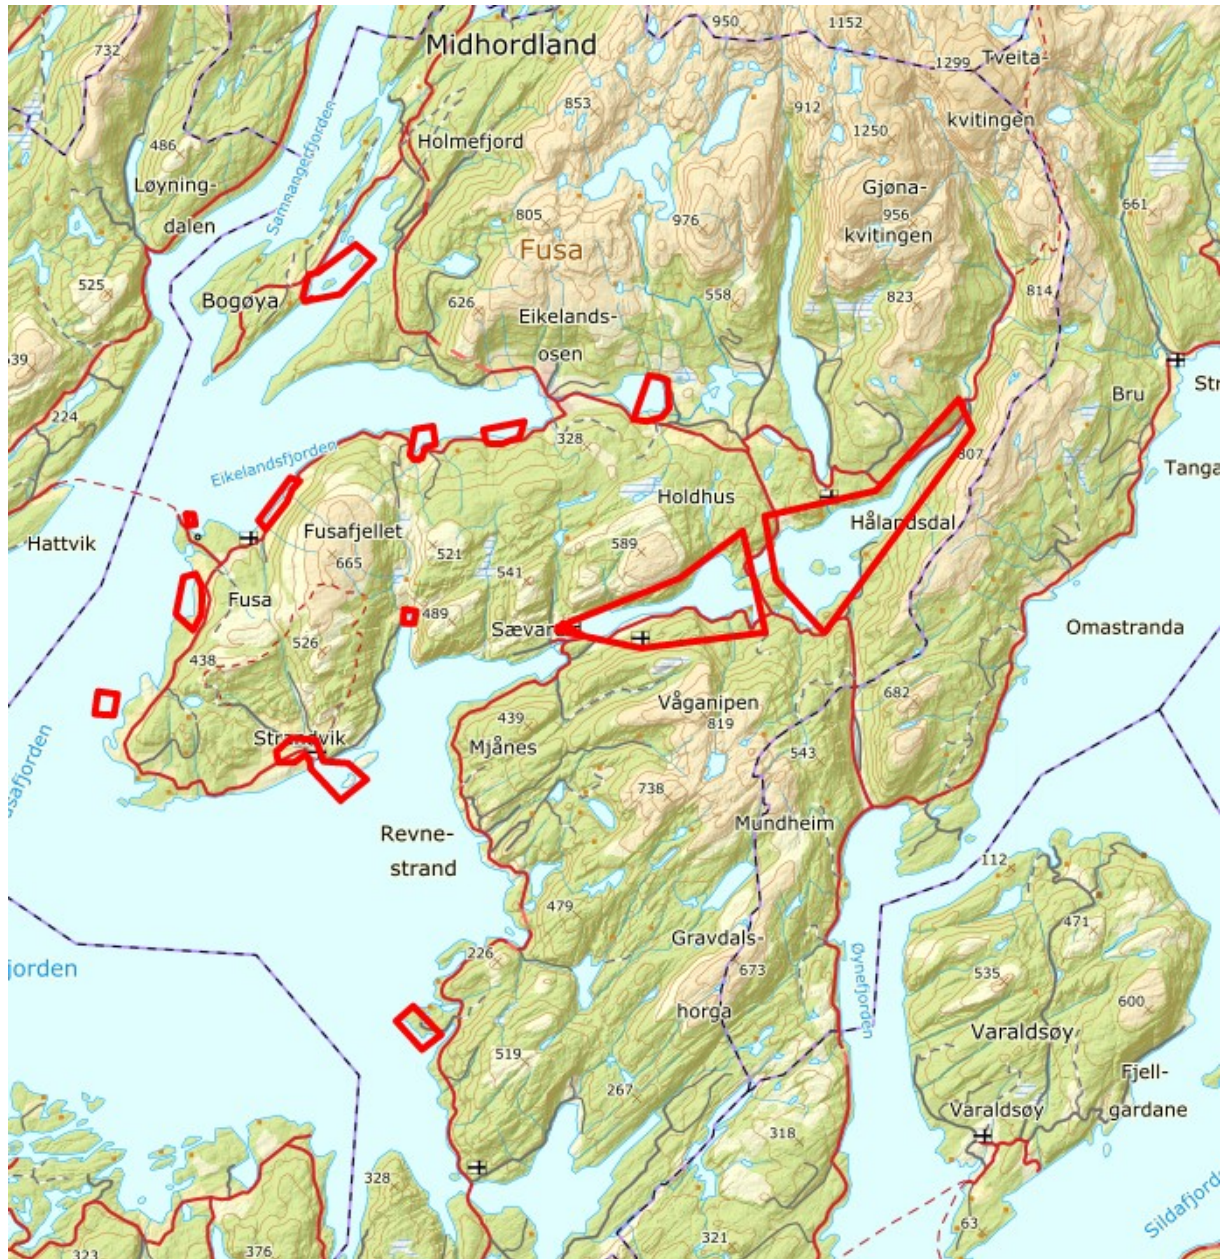 950
1152
Midhordland
732
1299
Tveita-
853
912
kvitingen
1250
486
Holmefjord
Samnangerfjorden
Løyning-
Gjøna-
dalen
805
976
956
661
kvitingen
Fusa
525
Bogøya
626
558
823
814
Eikelands-
osen
Bru
Str
224
328
Eikelandsfjorden
807
Tanga
Holdhus
Hattvik
Fusafjellet
Hålandsdal
665
521
589
541
Fusa
489
Sævar
Omastranda
526
438
Våganipen
682
439
819
Strandvik
Mjånes
543
safjorden
738
Revne-
Mundheim
strand
112
479
471
Gravdals-
226
jorden
673
535
Øynefjorden
600
horga
519
Varaldsøy
267
Fjell-
Varaldsøy
gardane
318
328
Sildafjord
63
321
376
323